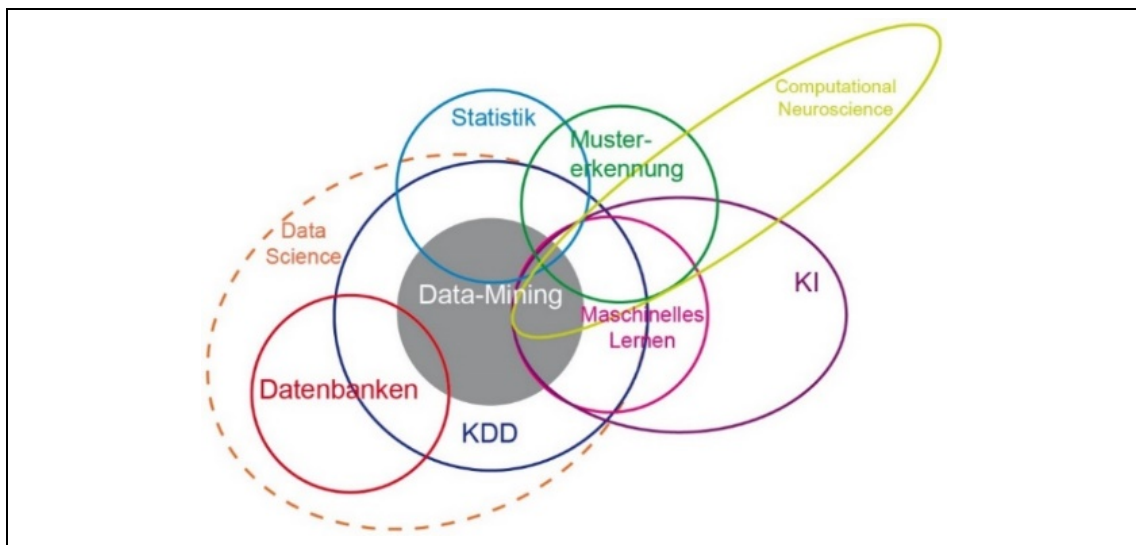 Computational
Neuroscience
Statistik
Muster-
erkennung
Data
Science
KI
Data-Mining
Maschinelles
Lernen
Datenbanken
KDD